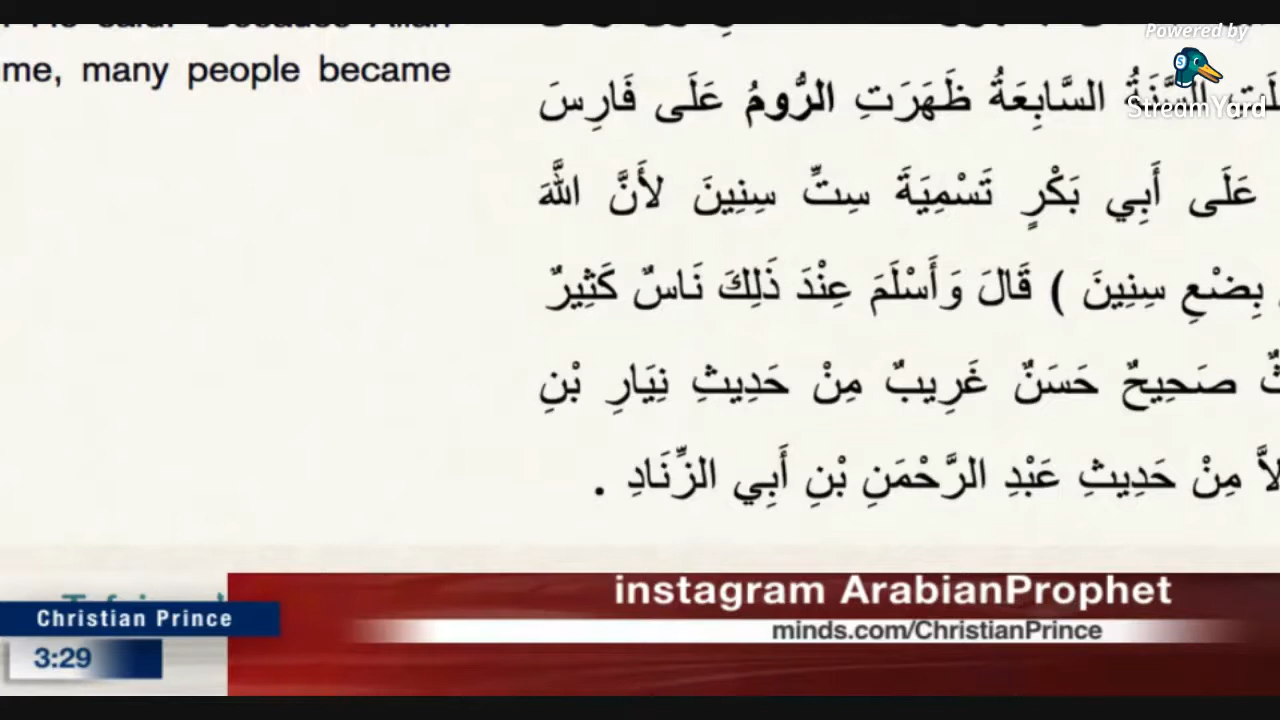 me, many people became
السَّنَةُ السَّابِعَةُ ظَهَرَتِ الرُّومُ عَلَى فَارِسَ
عَلَى أَبِي بَكْرٍ تَسْمِيَةَ سِتِّ سِنِينَ لأَنَّ اللَّهَ
بِضْعِ سِنِينَ ) قَالَ وَأَسْلَمَ عِنْدَ ذَلِكَ نَاسٌ كَثِيرٌ
صَحِيحٌ حَسَنٌ غَرِيبٌ مِنْ حَدِيثِ نِيَارِ بْنِ
مِنْ حَدِيثِ عَبْدِ الرَّحْمَنِ بْنِ أَبِي الزِّنَادِ .
Powered by
StreamYard
instagram ArabianProphet
minds.com/ChristianPrince
Christian Prince
3:29